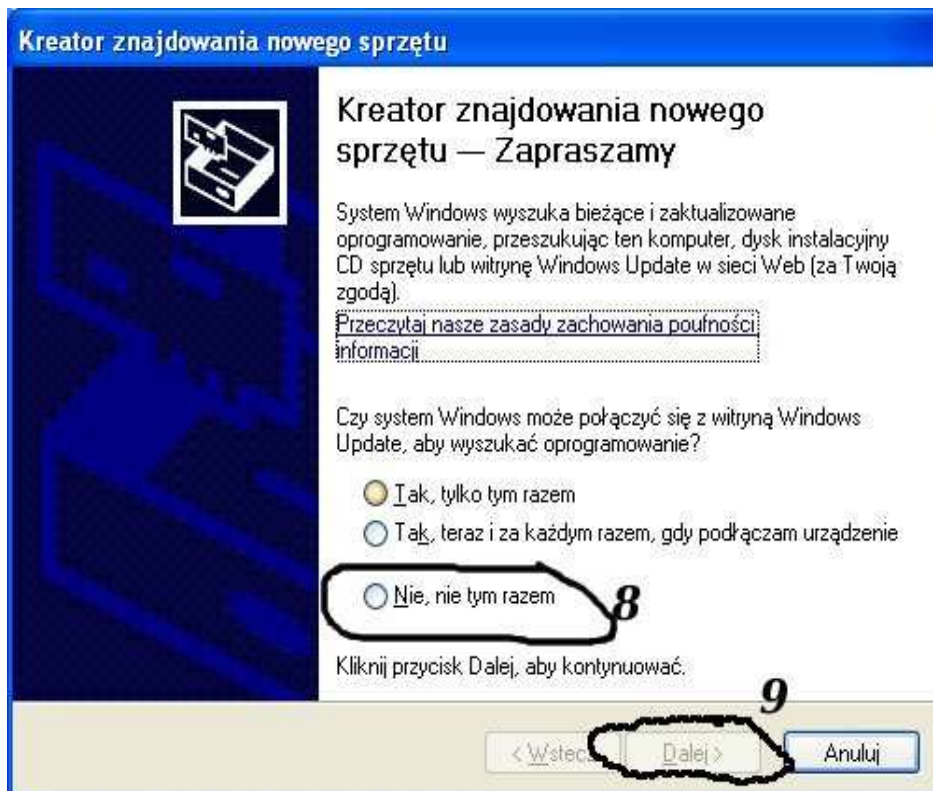 Kreator znajdowania nowego sprzętu
Kreator znajdowania nowego
sprzętu — Zapraszamy
System Windows wyszuka bieżące i zaktualizowane
oprogramowanie, przeszukując ten komputer, dysk instalacyjny
CD sprzętu lub witrynę Windows Update w sieci Web (za Twoją
zgodą).
Przeczytaj nasze zasady zachowania poufności
informacji
Czy system Windows może połączyć się z witryną Windows
Update, aby wyszukać oprogramowanie?
Tak, tylko tym razem
Tak, teraz i za każdym razem, gdy podłączam urządzenie
Nie, nie tym razem 8
Kliknij przycisk Dalej, aby kontynuować.
9
< Wstecz Dalej > Anuluj